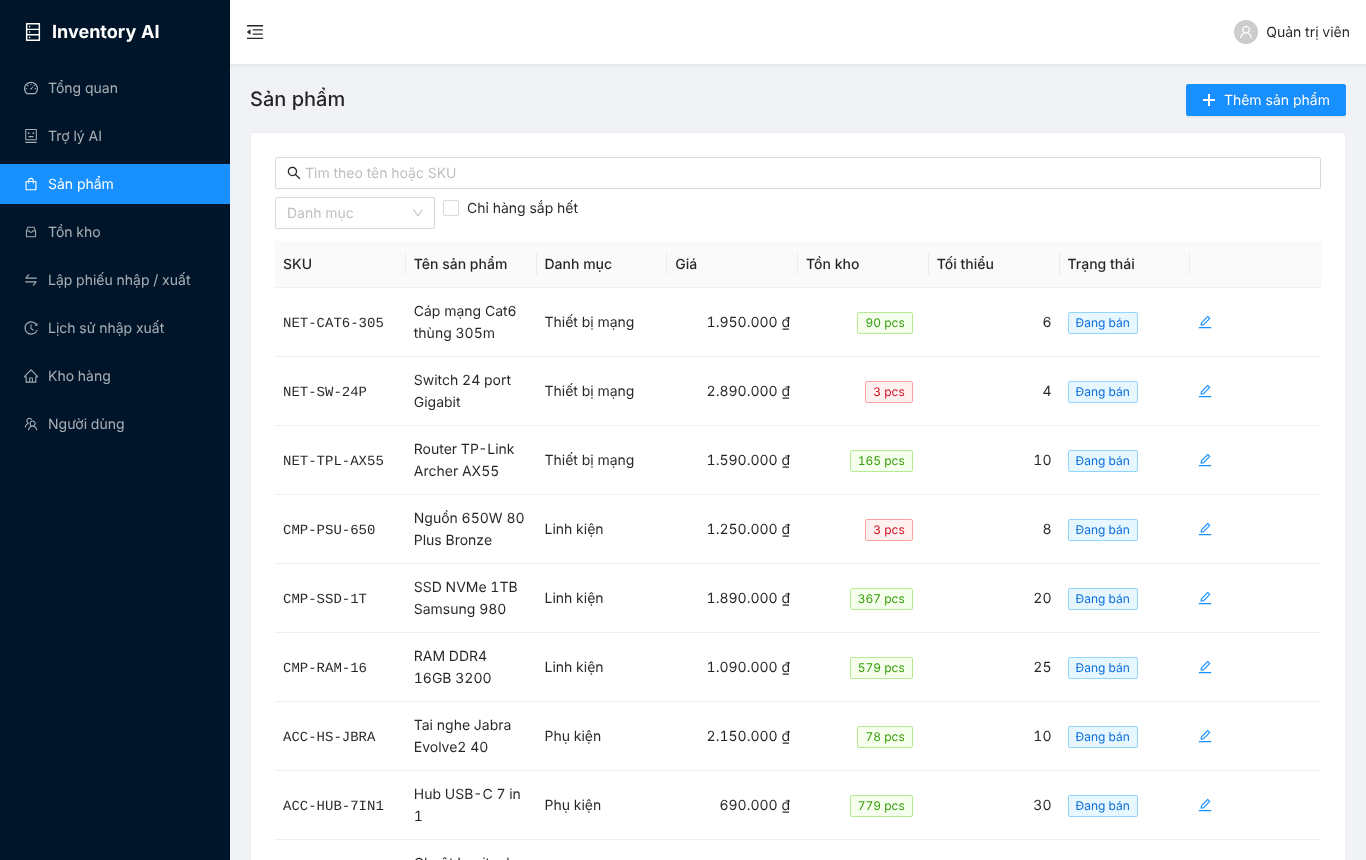 Inventory AI
Quản trị viên
Tổng quan
Trợ lý AI
Sản phẩm
Tồn kho
Lập phiếu nhập / xuất
Lịch sử nhập xuất
Kho hàng
Người dùng
Sản phẩm
Thêm sản phẩm
Tìm theo tên hoặc SKU
Danh mục
Chỉ hàng sắp hết
SKU Tên sản phẩm Danh mục Giá Tồn kho Tối thiểu Trạng thái
NET-CAT6-305 Cáp mạng Cat6 thùng 305m Thiết bị mạng 1.950.000 ₫ 90 pcs 6 Đang bán
NET-SW-24P Switch 24 port Gigabit Thiết bị mạng 2.890.000 ₫ 3 pcs 4 Đang bán
NET-TPL-AX55 Router TP-Link Archer AX55 Thiết bị mạng 1.590.000 ₫ 165 pcs 10 Đang bán
CMP-PSU-650 Nguồn 650W 80 Plus Bronze Linh kiện 1.250.000 ₫ 3 pcs 8 Đang bán
CMP-SSD-1T SSD NVMe 1TB Samsung 980 Linh kiện 1.890.000 ₫ 367 pcs 20 Đang bán
CMP-RAM-16 RAM DDR4 16GB 3200 Linh kiện 1.090.000 ₫ 579 pcs 25 Đang bán
ACC-HS-JBRA Tai nghe Jabra Evolve2 40 Phụ kiện 2.150.000 ₫ 78 pcs 10 Đang bán
ACC-HUB-7IN1 Hub USB-C 7 in 1 Phụ kiện 690.000 ₫ 779 pcs 30 Đang bán